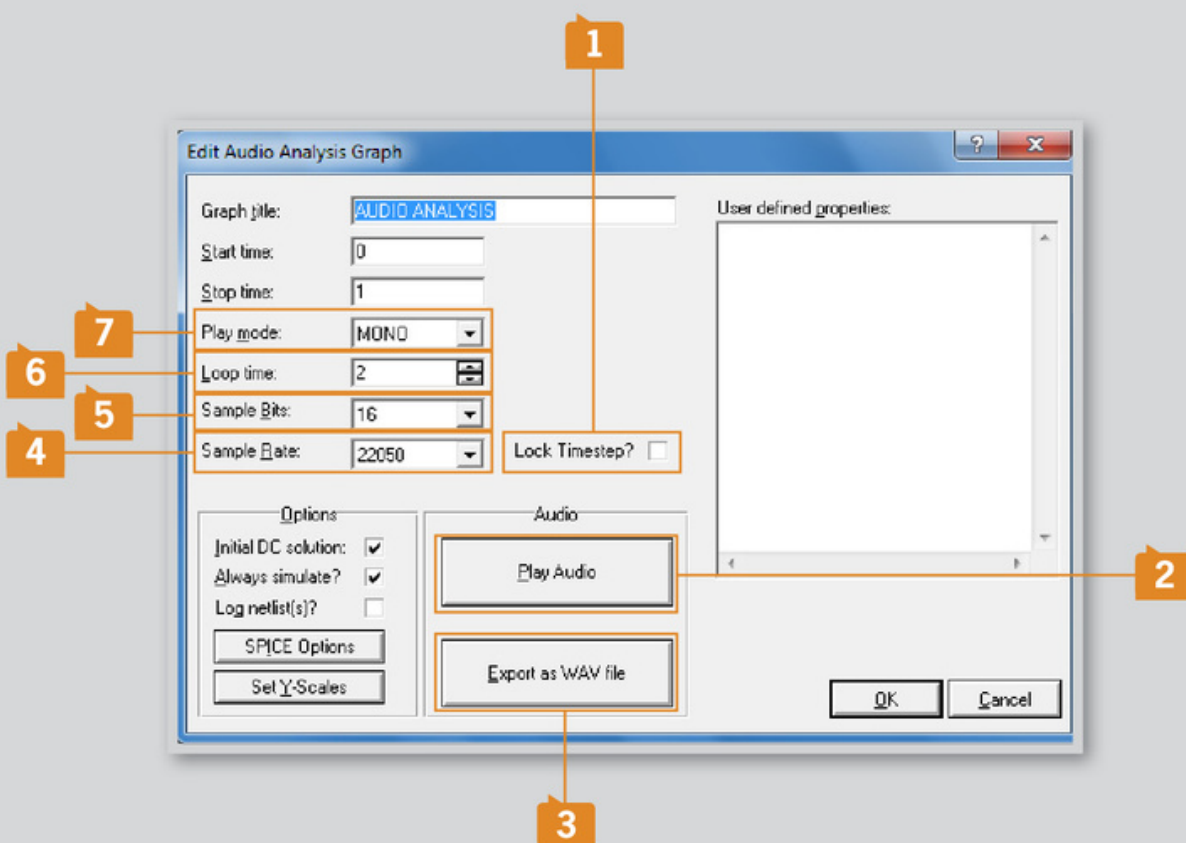 1
Edit Audio Analysis Graph
Graph title:
AUDIO ANALYSIS
User defined properties:
Start time:
0
Stop time:
1
7
Play mode:
MONO
6
Loop time:
2
5
Sample Bits:
16
4
Sample Rate:
22050
Lock Timestep?
Options
Initial DC solution:
Always simulate?
Log netlist(s)?
SPICE Options
Set Y-Scales
Audio
Play Audio
2
Export as WAV file
OK
Cancel
3